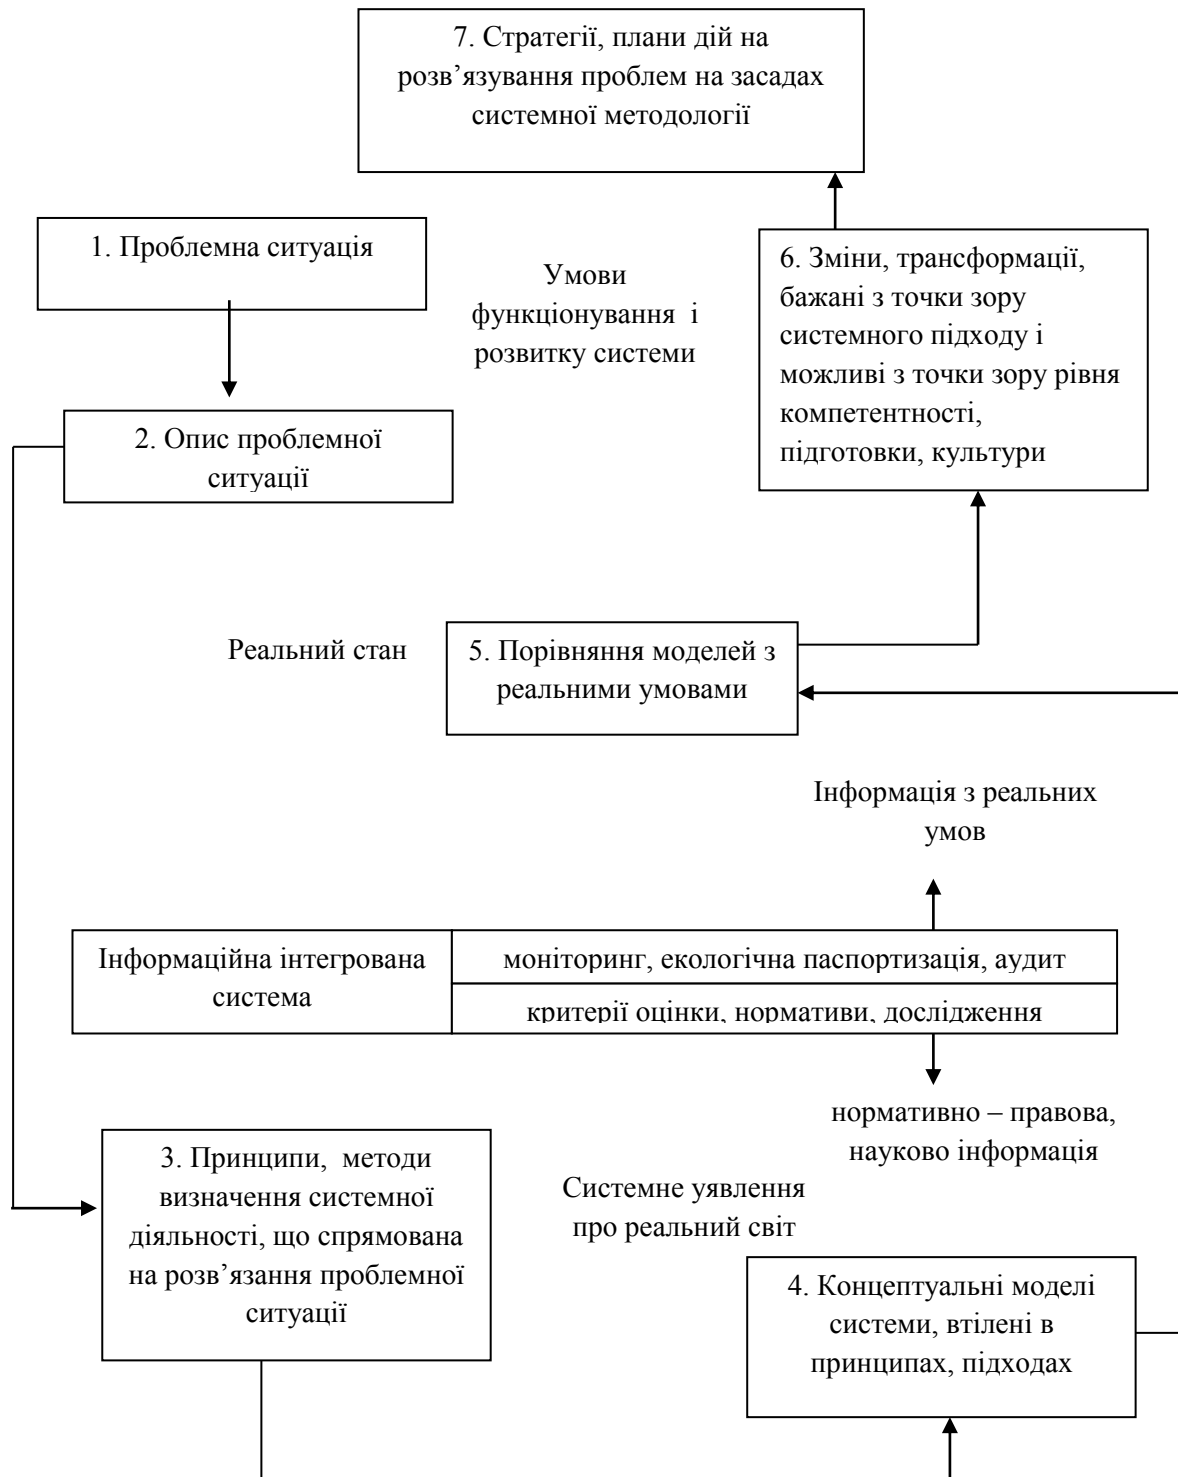 7. Стратегії, плани дій на
розв’язування проблем на засадах
системної методології
1. Проблемна ситуація
Умови
функціонування і
розвитку системи
6. Зміни, трансформації,
бажані з точки зору
системного підходу і
можливі з точки зору рівня
компетентності,
підготовки, культури
2. Опис проблемної
ситуації
Реальний стан
5. Порівняння моделей з
реальними умовами
Інформація з реальних
умов
Інформаційна інтегрована
система
моніторинг, екологічна паспортизація, аудит
критерії оцінки, нормативи, дослідження
нормативно – правова,
науково інформація
3. Принципи, методи
визначення системної
діяльності, що спрямована
на розв’язання проблемної
ситуації
Системне уявлення
про реальний світ
4. Концептуальні моделі
системи, втілені в
принципах, підходах